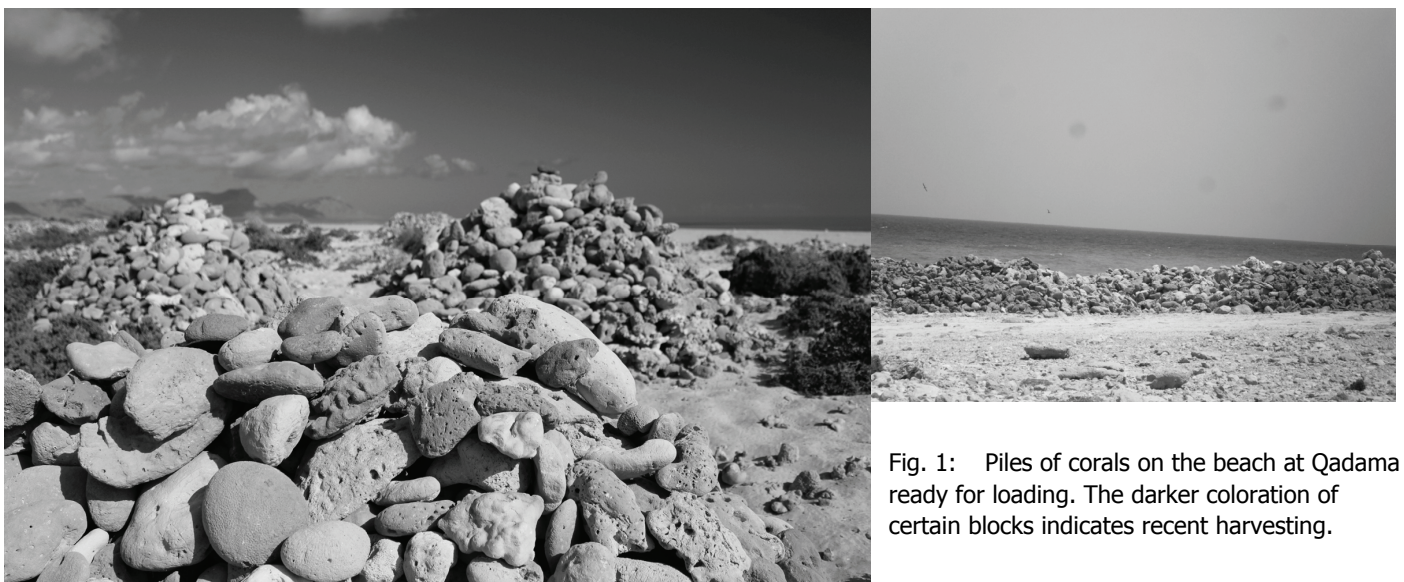 Fig. 1: Piles of corals on the beach at Qadama
ready for loading. The darker coloration of
certain blocks indicates recent harvesting.